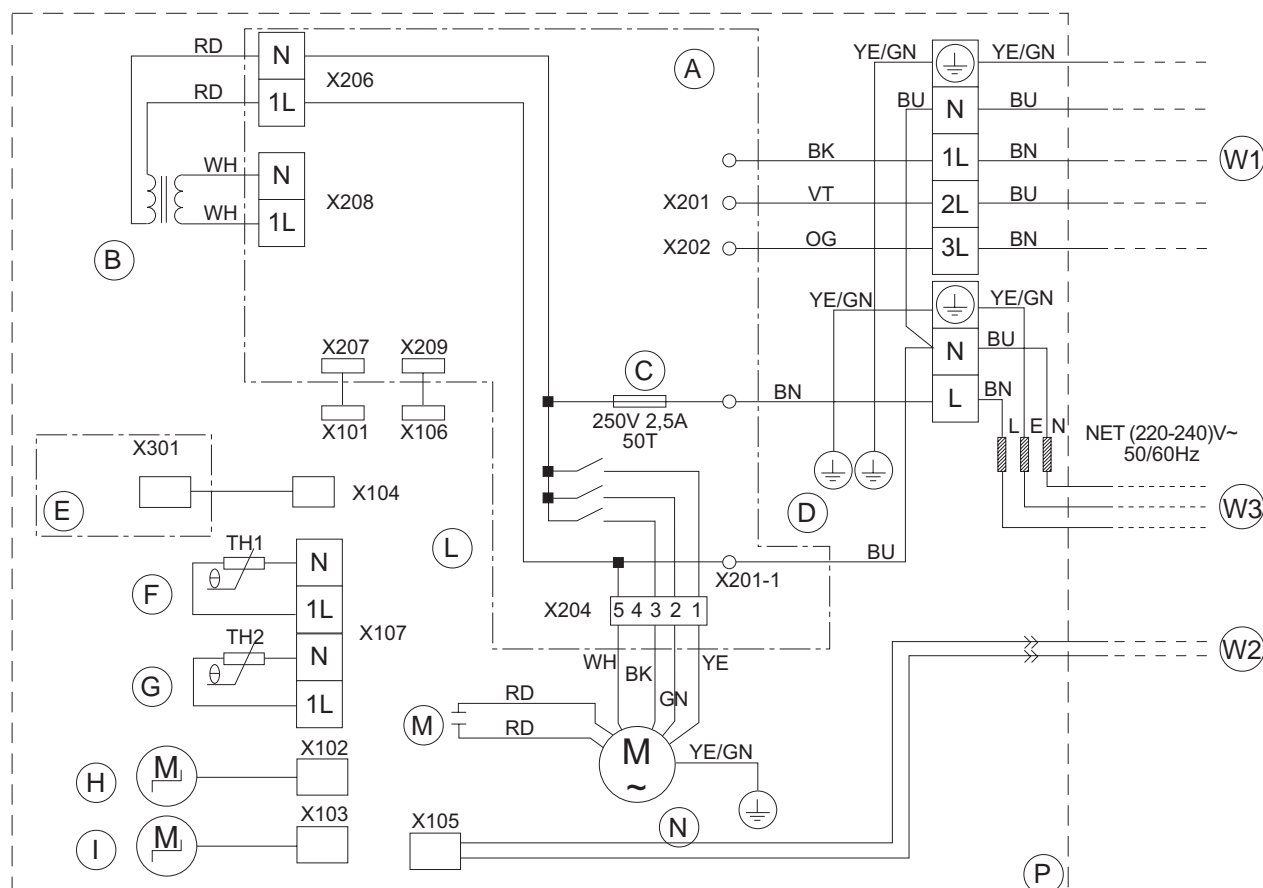 RD
N
X206
RD
1L
A
YE/GN
YE/GN
BU
N
BU
BK
1L
BN
W1
WH
N
X208
WH
1L
X201
VT
2L
BU
X202
OG
3L
BN
B
YE/GN
YE/GN
N
BU
X207
X209
C
BN
L
BN
250V 2,5A
50T
X101
X106
L E N
NET (220-240)V~
50/60Hz
X301
X104
E
D
W3
TH1
N
L
BU
θ
F
1L
X201-1
X204
5 4 3 2 1
X107
TH2
N
W2
θ
G
1L
WH
BK
YE
GN
RD
M
RD
M
~
YE/GN
X102
H
M
X103
X105
N
I
M
P